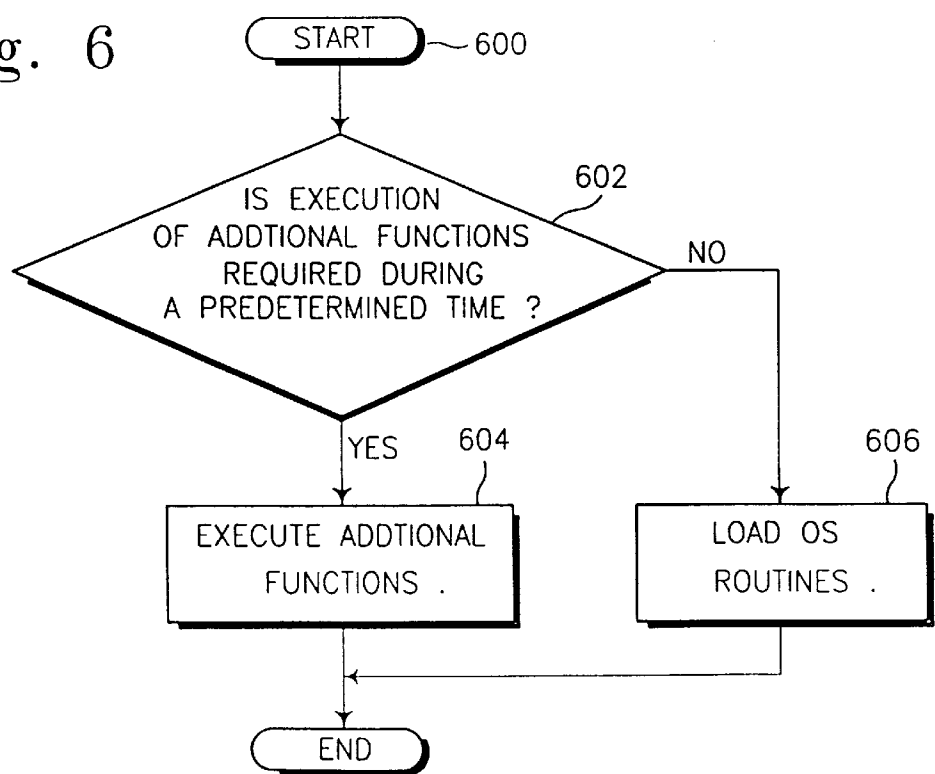 g. 6
START
600
IS EXECUTION
OF ADDTIONAL FUNCTIONS
REQUIRED DURING
A PREDETERMINED TIME ?
602
NO
YES
604
606
EXECUTE ADDTIONAL
FUNCTIONS .
LOAD OS
ROUTINES .
END